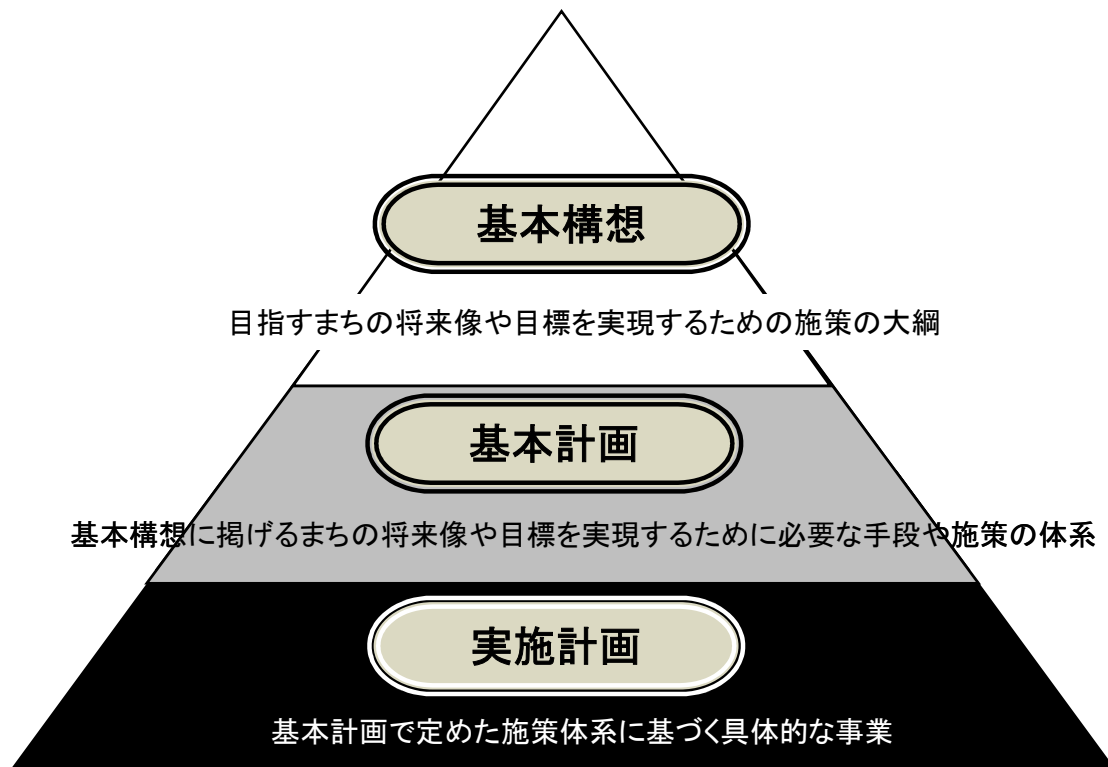 基本構想
目指すまちの将来像や目標を実現するための施策の大綱
基本計画
基本構想に掲げるまちの将来像や目標を実現するために必要な手段や施策の体系
実施計画
基本計画で定めた施策体系に基づく具体的な事業